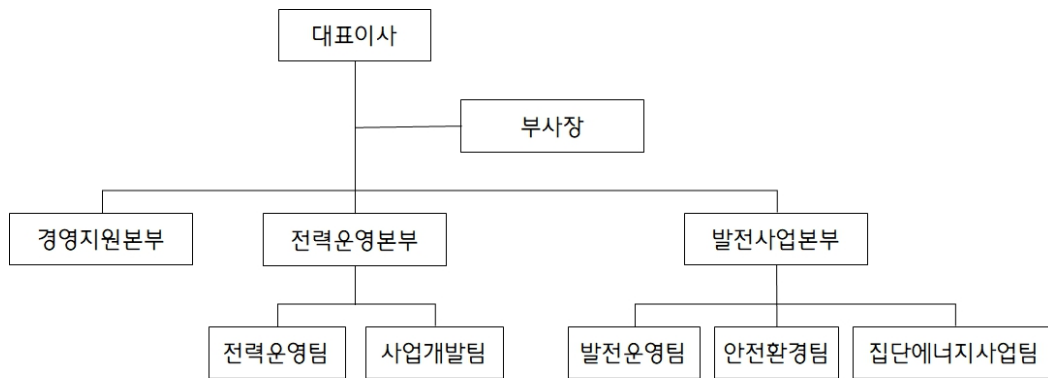 대표이사
부사장
경영지원본부
전력운영본부
발전사업본부
전력운영팀
사업개발팀
발전운영팀
안전환경팀
집단에너지사업팀